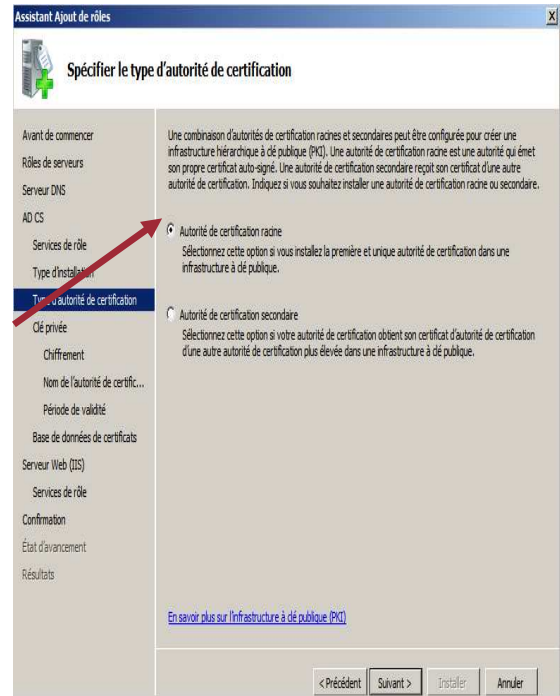 Assistant Ajout de rôles
X
Spécifier le type d'autorité de certification
Avant de commencer
Rôles de serveurs
Serveur DNS
AD CS
Services de rôle
Type d'installation
Type d'autorité de certification
Clé privée
Chiffrement
Nom de l'autorité de certific...
Période de validité
Base de données de certificats
Serveur Web (IIS)
Services de rôle
Confirmation
État d'avancement
Résultats
Une combinaison d'autorités de certification racines et secondaires peut être configurée pour créer une
infrastructure hiérarchique à clé publique (PKI). Une autorité de certification racine est une autorité qui émet
son propre certificat auto-signé. Une autorité de certification secondaire reçoit son certificat d'une autre
autorité de certification. Indiquez si vous souhaitez installer une autorité de certification racine ou secondaire.
Autorité de certification racine
Sélectionnez cette option si vous installez la première et unique autorité de certification dans une
infrastructure à clé publique.
Autorité de certification secondaire
Sélectionnez cette option si votre autorité de certification obtient son certificat d'autorité de certification
d'une autre autorité de certification plus élevée dans une infrastructure à clé publique.
En savoir plus sur l'infrastructure à clé publique (PKI)
< Précédent
Suivant >
Installer
Annuler